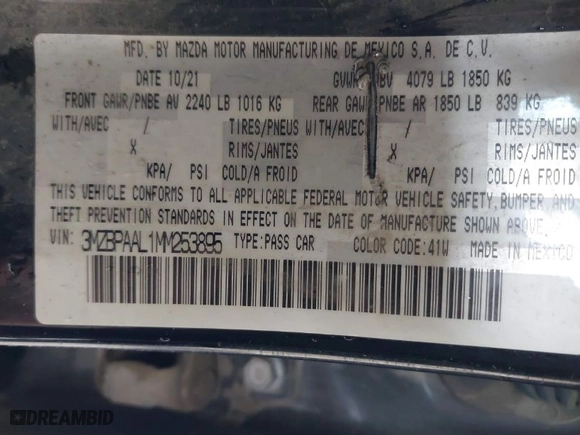 MFD. BY MAZDA MOTOR MANUFACTURING DE MEXICO S.A. DE C.V.
DATE 10/21 GVWR BV 4079 LB 1850 KG
FRONT GAWR/PNBE AV 2240 LB 1016 KG REAR GAW PNBE AR 1850 LB 839 KG
WITH/AVEC / TIRES/PNEUS WITH/AVEC / TIRES/PNEUS
X RIMS/JANTES X RIMS/JANTES
KPA/ PSI COLD/A FROID KPA/ PSI COLD/A FROID
THIS VEHICLE CONFORMS TO ALL APPLICABLE FEDERAL MOTOR VEHICLE SAFETY, BUMPER, AND
THEFT PREVENTION STANDARDS IN EFFECT ON THE DATE OF MANUFACTURE SHOWN ABOVE.
VIN: 3MZBPAAL1MM253895 TYPE: PASS CAR COLOR CODE: 41W MADE IN MEXICO
DREAMBID